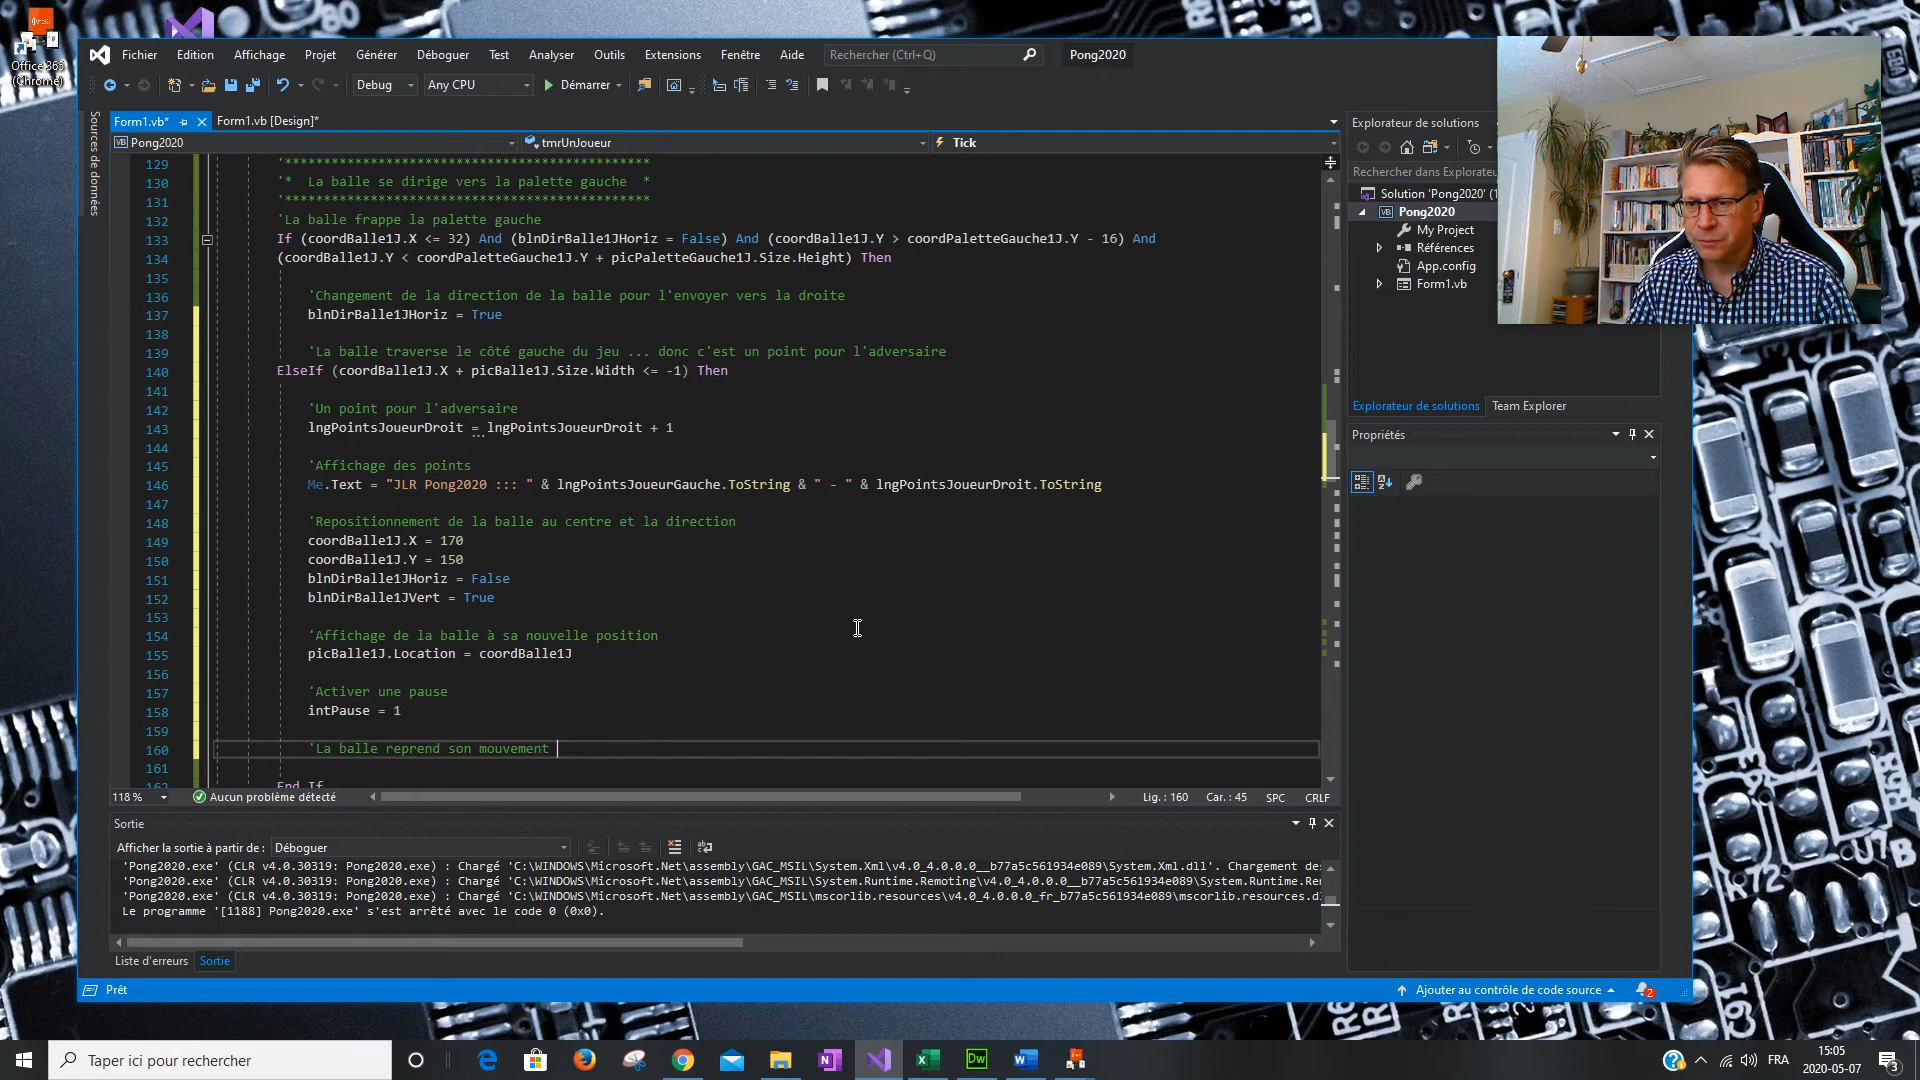 Office 365
(Chrome)
Fichier Edition Affichage Projet Générer Déboguer Test Analyser Outils Extensions Fenêtre Aide Rechercher (Ctrl+Q) Pong2020
Debug Any CPU Démarrer
Sources de données
Form1.vb* Form1.vb [Design]*
Pong2020 tmrUnJoueur Tick
129 '***********************************************
130 '* La balle se dirige vers la palette gauche *
131 '***********************************************
132 'La balle frappe la palette gauche
133 If (coordBalle1J.X <= 32) And (blnDirBalle1JHoriz = False) And (coordBalle1J.Y > coordPaletteGauche1J.Y - 16) And
134 (coordBalle1J.Y < coordPaletteGauche1J.Y + picPaletteGauche1J.Size.Height) Then
135
136 'Changement de la direction de la balle pour l'envoyer vers la droite
137 blnDirBalle1JHoriz = True
138
139 'La balle traverse le côté gauche du jeu ... donc c'est un point pour l'adversaire
140 ElseIf (coordBalle1J.X + picBalle1J.Size.Width <= -1) Then
141
142 'Un point pour l'adversaire
143 lngPointsJoueurDroit = lngPointsJoueurDroit + 1
144
145 'Affichage des points
146 Me.Text = "JLR Pong2020 ::: " & lngPointsJoueurGauche.ToString & " - " & lngPointsJoueurDroit.ToString
147
148 'Repositionnement de la balle au centre et la direction
149 coordBalle1J.X = 170
150 coordBalle1J.Y = 150
151 blnDirBalle1JHoriz = False
152 blnDirBalle1JVert = True
153
154 'Affichage de la balle à sa nouvelle position
155 picBalle1J.Location = coordBalle1J
156
157 'Activer une pause
158 intPause = 1
159
160 'La balle reprend son mouvement
161
162 End If
118 % Aucun problème détecté Lig. : 160 Car. : 45 SPC CRLF
Sortie
Afficher la sortie à partir de : Déboguer
'Pong2020.exe' (CLR v4.0.30319: Pong2020.exe) : Chargé 'C:\WINDOWS\Microsoft.Net\assembly\GAC_MSIL\System.Xml\v4.0_4.0.0.0__b77a5c561934e089\System.Xml.dll'. Chargement de
'Pong2020.exe' (CLR v4.0.30319: Pong2020.exe) : Chargé 'C:\WINDOWS\Microsoft.Net\assembly\GAC_MSIL\System.Runtime.Remoting\v4.0_4.0.0.0__b77a5c561934e089\System.Runtime.Re
'Pong2020.exe' (CLR v4.0.30319: Pong2020.exe) : Chargé 'C:\WINDOWS\Microsoft.Net\assembly\GAC_MSIL\mscorlib.resources\v4.0_4.0.0.0_fr_b77a5c561934e089\mscorlib.resources.d
Le programme '[1188] Pong2020.exe' s'est arrêté avec le code 0 (0x0).
Liste d'erreurs Sortie
Prêt Ajouter au contrôle de code source 2
Explorateur de solutions
Rechercher dans Explorateu
Solution 'Pong2020' (1
Pong2020
My Project
Références
App.config
Form1.vb
Explorateur de solutions Team Explorer
Propriétés
Taper ici pour rechercher
FRA
15:05
2020-05-07
3